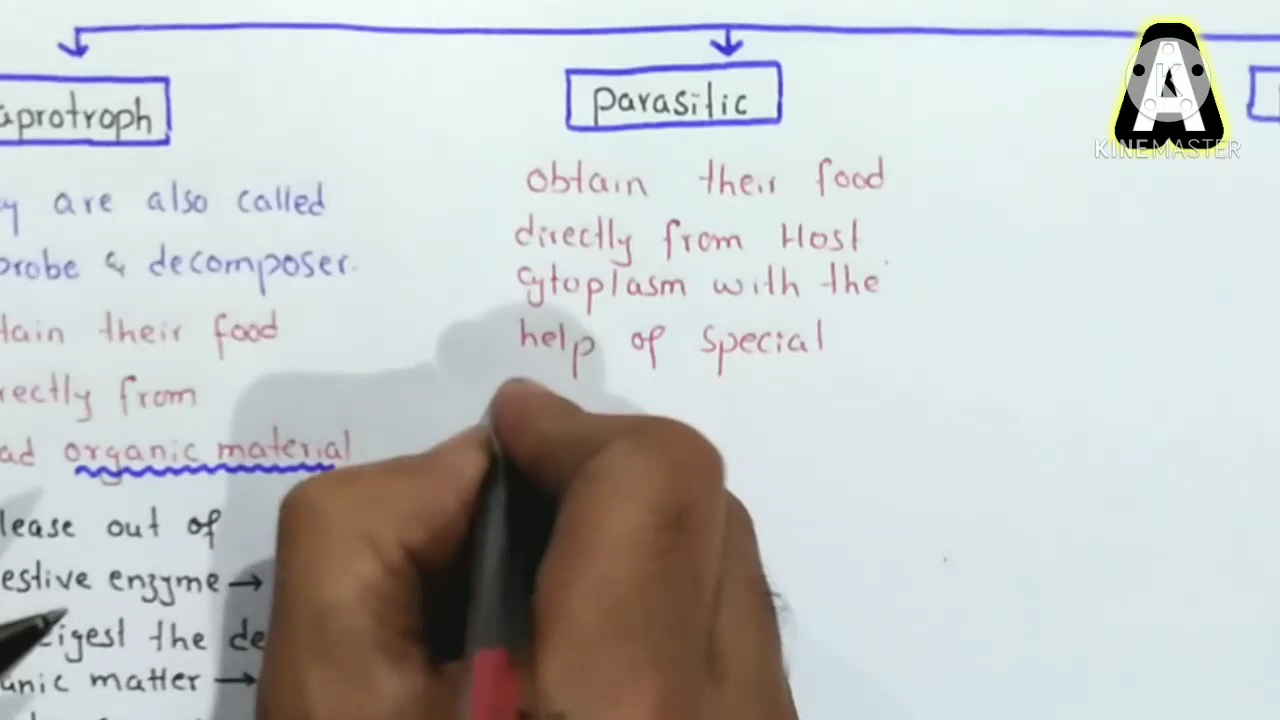 aprotroph
y are also called
probe & decomposer.
tain their food
rectly from
ad organic material
lease out of
estive enzyme →
igest the de
anic matter →
parasitic
obtain their food
directly from Host
cytoplasm with the
help of special
A
K
KINEMASTER